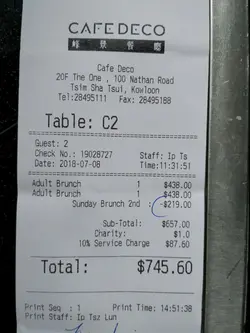 CAFE DECO
峰景餐廳
Cafe Deco
20F The One , 100 Nathan Road
Tsim Sha Tsui, Kowloon
Tel:28495111 Fax: 28495188
Table: C2
Guest: 2
Check No.: 19028727 Staff: Ip Ts
Date: 2018-07-08 Time:11:31:51
Adult Brunch 1 $438.00
Adult Brunch 1 $438.00
Sunday Brunch 2nd : -$219.00
Sub-Total: $657.00
Charity: $1.0
10% Service Charge $87.60
Total: $745.60
Print Seq : 1 Print Time: 14:51:38
Print Staff: Ip Tsz Lun